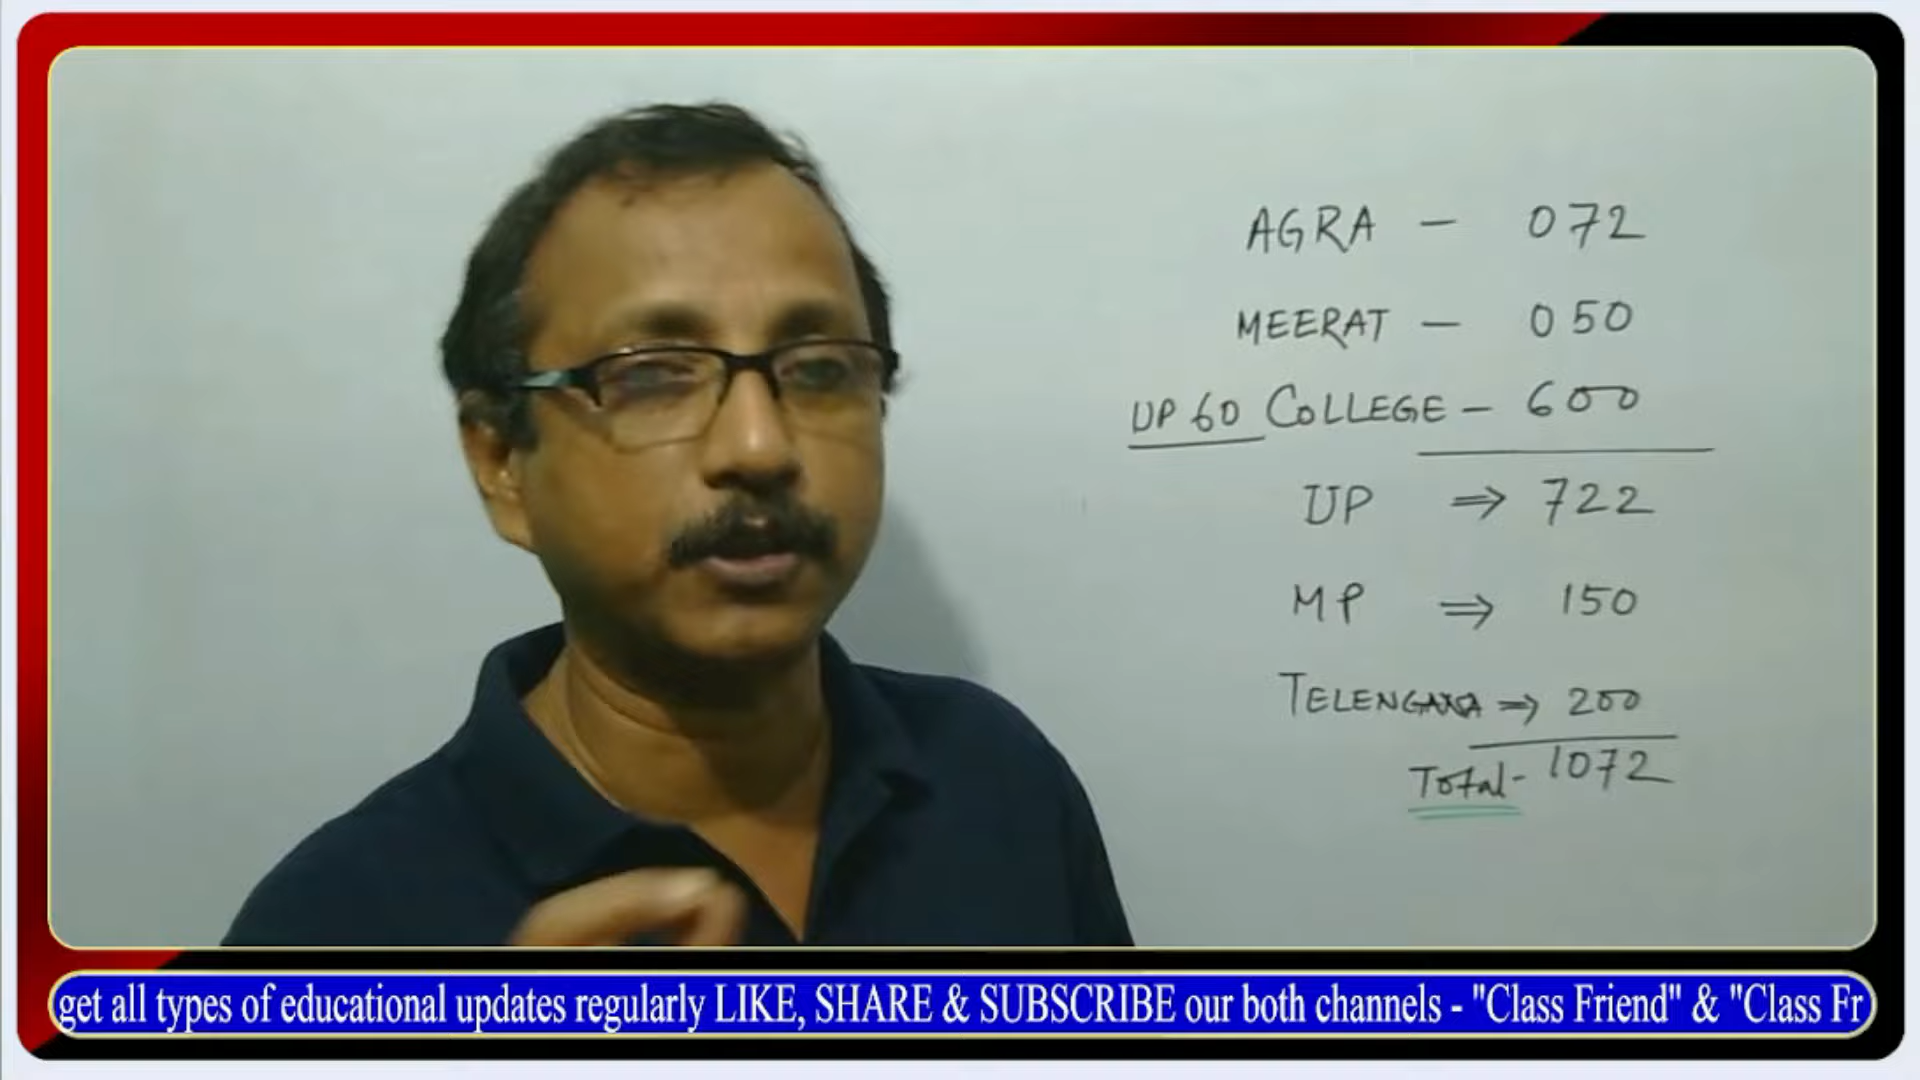 AGRA - 072
MEERAT - 050
UP 60 COLLEGE - 600
UP ⇒ 722
MP ⇒ 150
TELENGANA ⇒ 200
Total - 1072
get all types of educational updates regularly LIKE, SHARE & SUBSCRIBE our both channels - "Class Friend" & "Class Fr